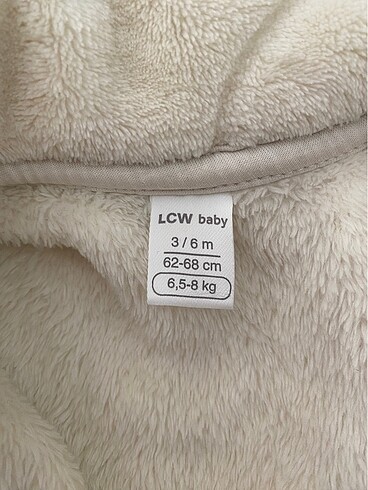 LCW baby
3 / 6 m
62-68 cm
6,5-8 kg